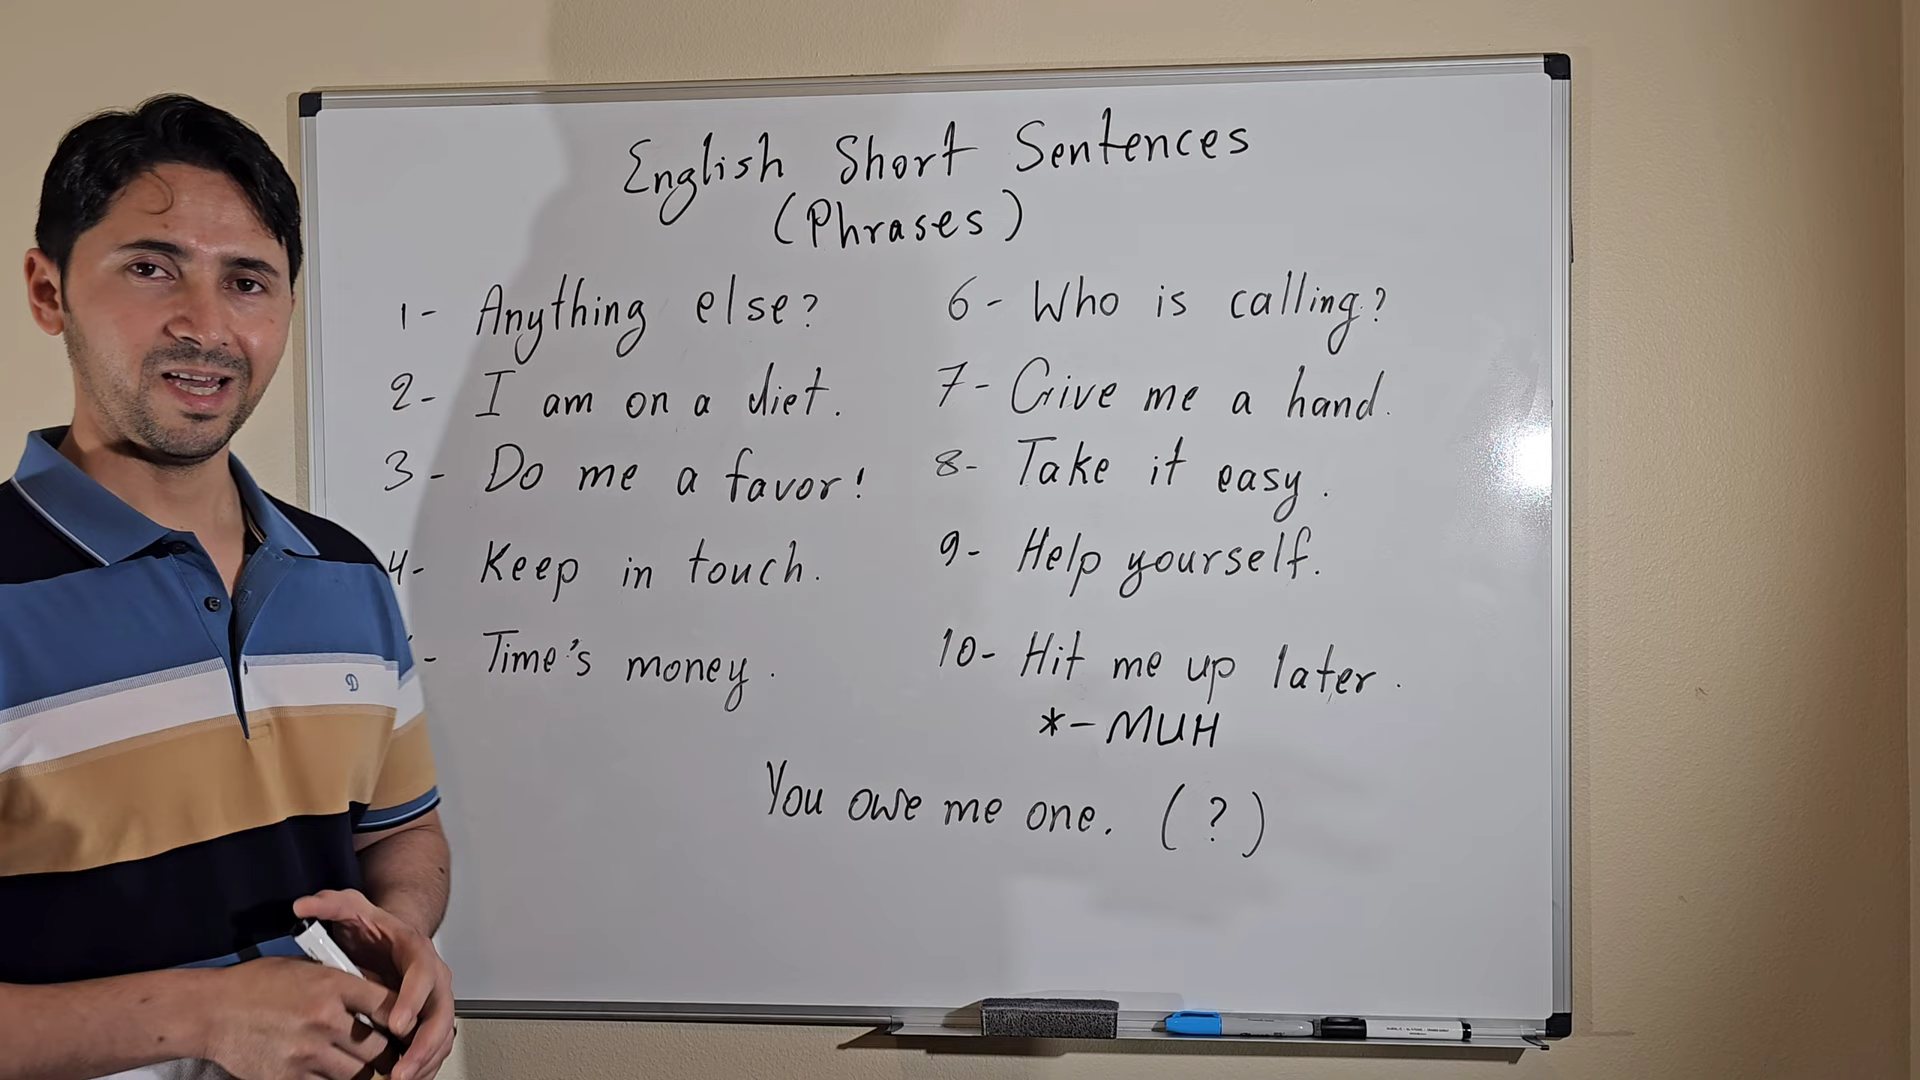 English Short Sentences
(Phrases)
1- Anything else?
2- I am on a diet.
3- Do me a favor!
4- Keep in touch.
- Time's money.
6- Who is calling?
7- Give me a hand.
8- Take it easy.
9- Help yourself.
10- Hit me up later.
*- MUH
You owe me one. (?)
D